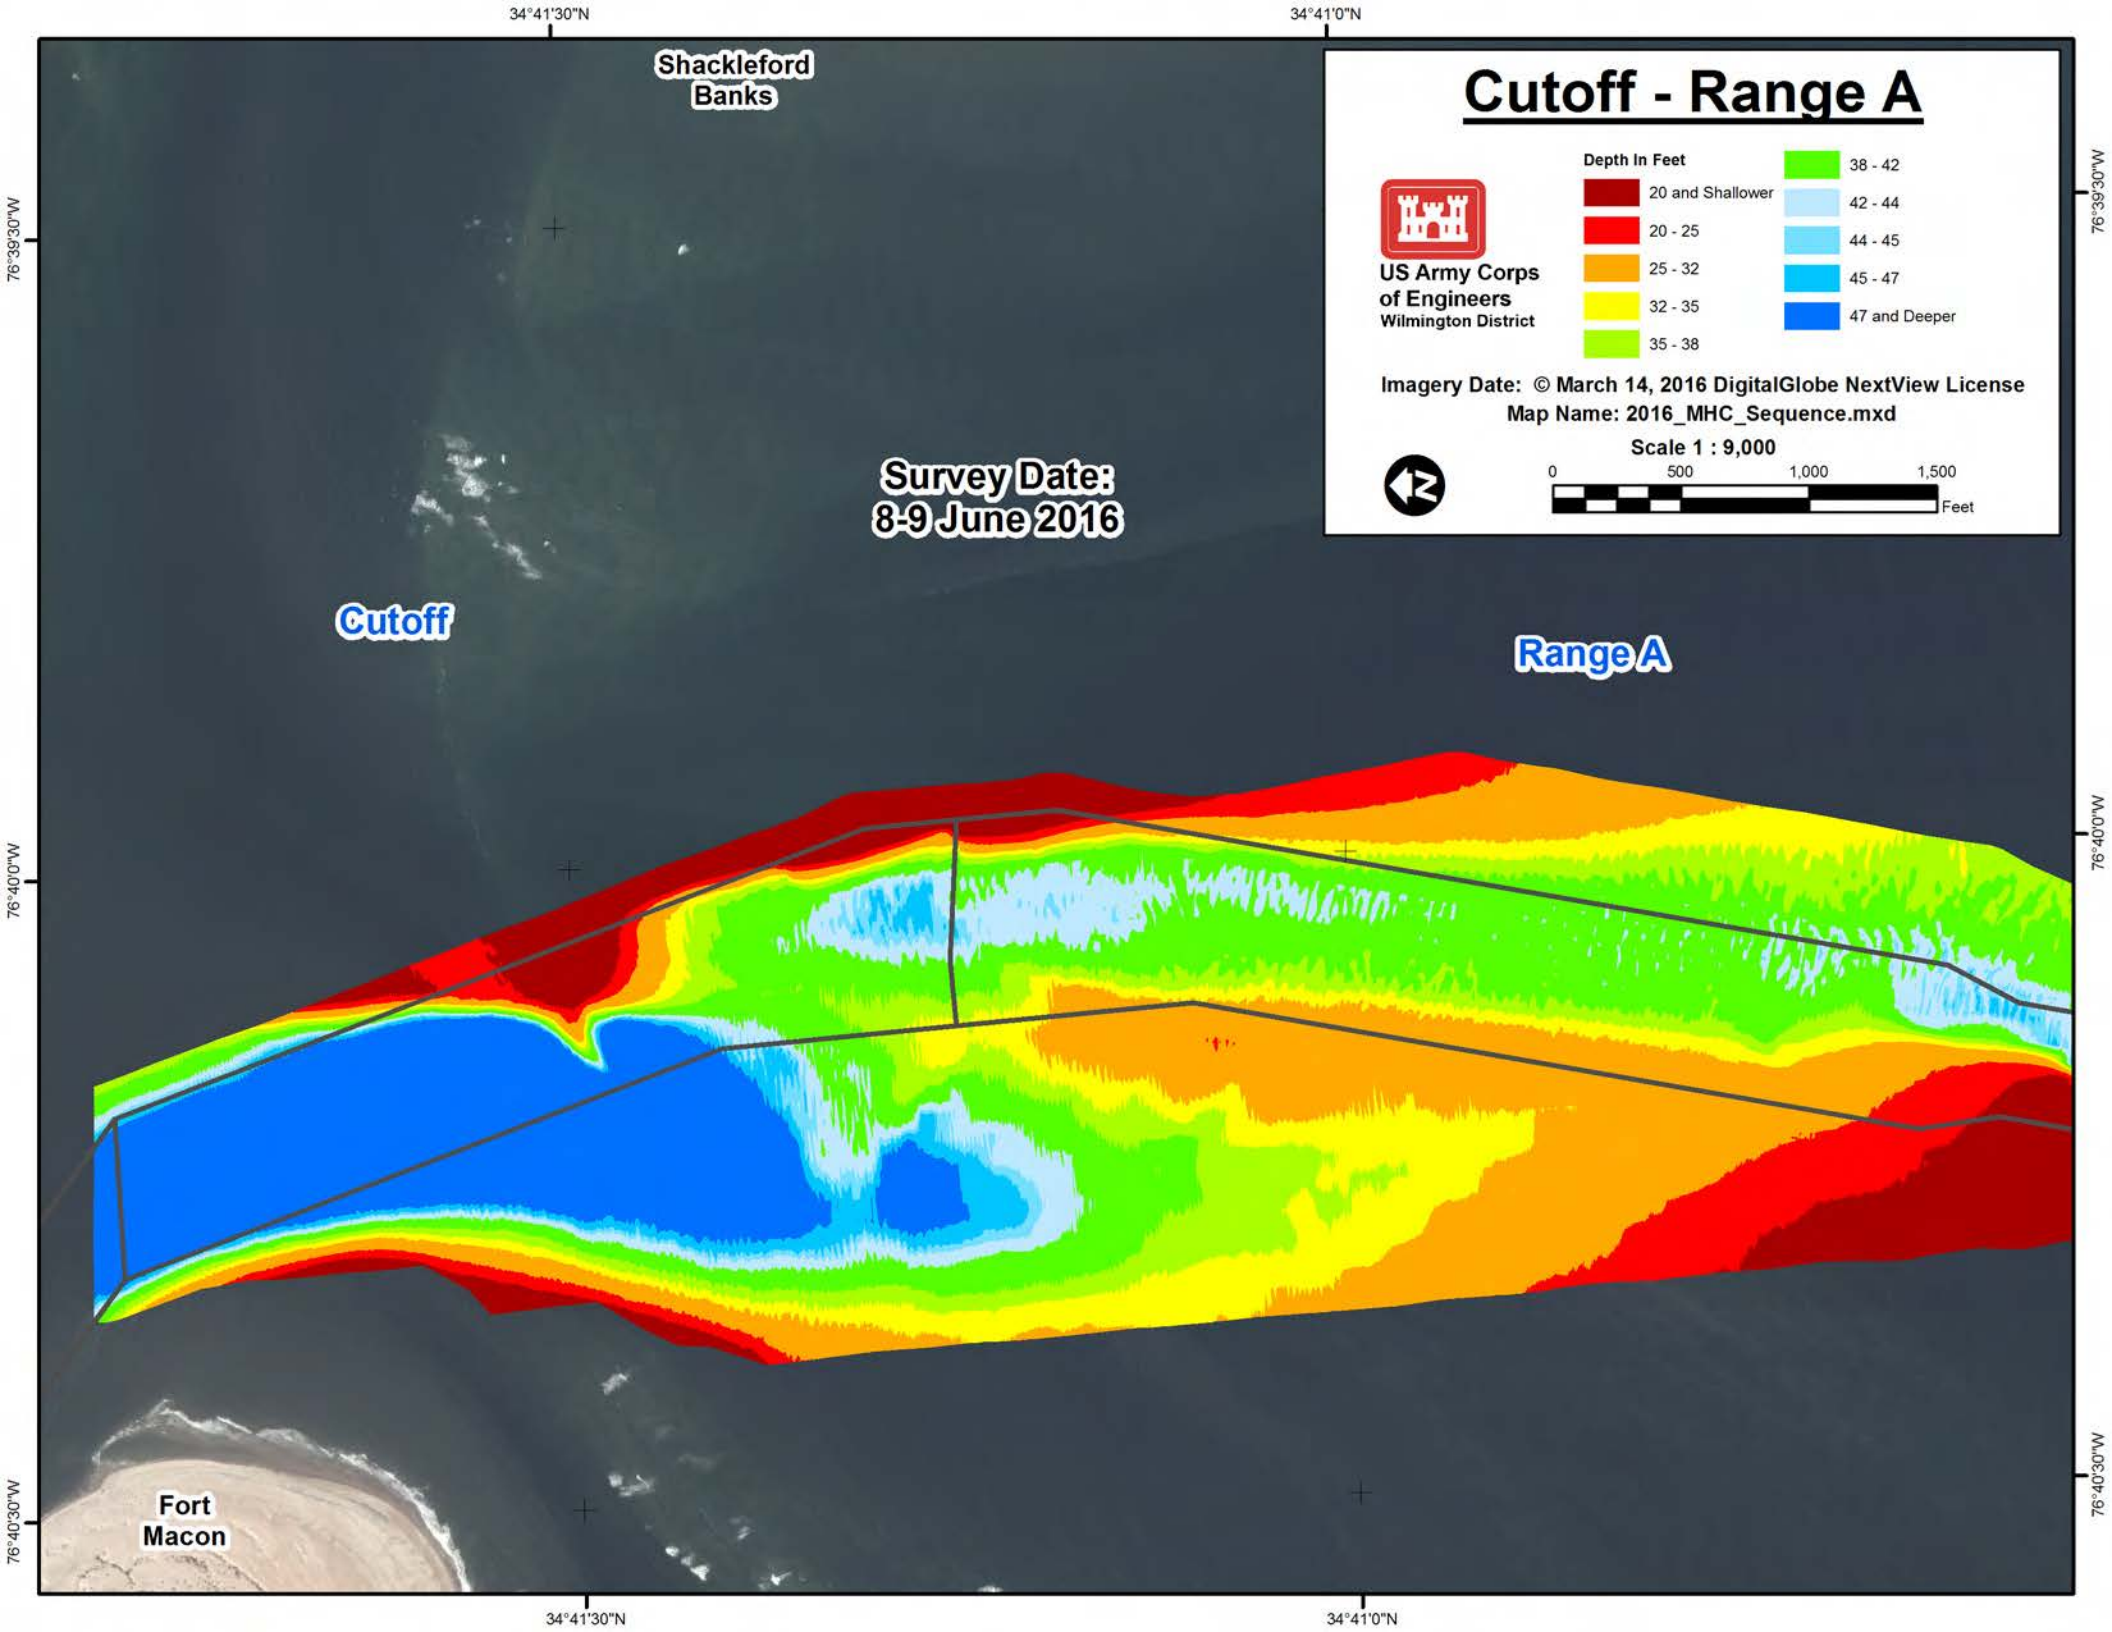 34°41'30"N
34°41'0"N
Shackleford
Banks
Cutoff - Range A
Depth In Feet
20 and Shallower
20 - 25
25 - 32
32 - 35
35 - 38
38 - 42
42 - 44
44 - 45
45 - 47
47 and Deeper
US Army Corps
of Engineers
Wilmington District
Imagery Date: © March 14, 2016 DigitalGlobe NextView License
Map Name: 2016_MHC_Sequence.mxd
Scale 1 : 9,000
0 500 1,000 1,500
Feet
N
76°39'30"W
76°39'30"W
Survey Date:
8-9 June 2016
Cutoff
Range A
76°40'0"W
76°40'0"W
76°40'30"W
76°40'30"W
Fort
Macon
34°41'30"N
34°41'0"N